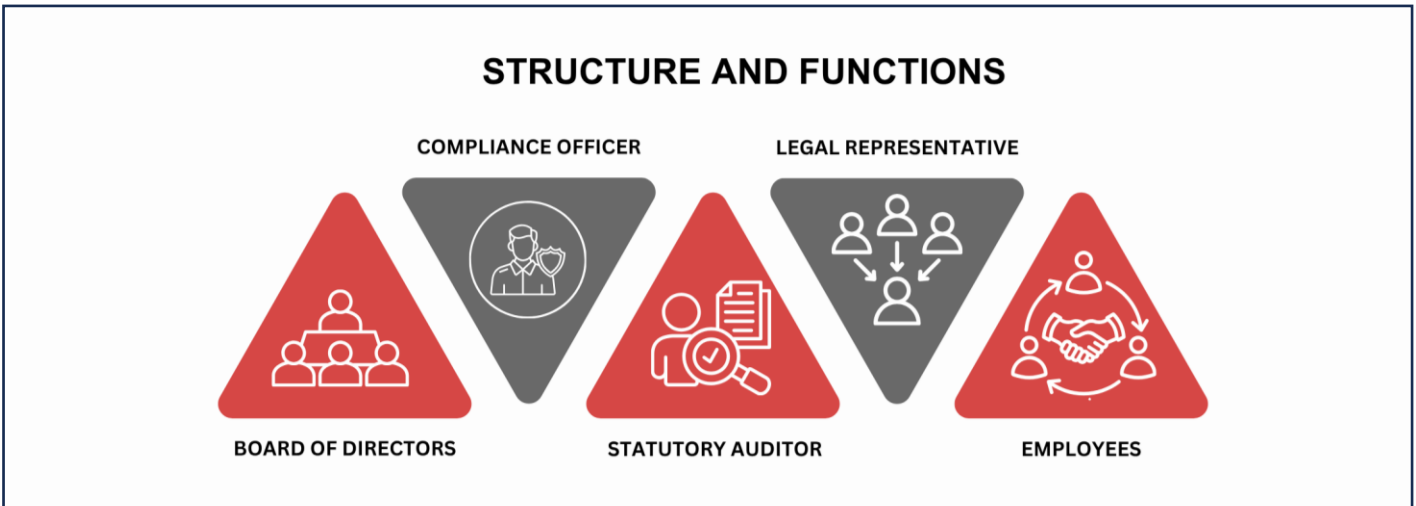 STRUCTURE AND FUNCTIONS
COMPLIANCE OFFICER
LEGAL REPRESENTATIVE
BOARD OF DIRECTORS
STATUTORY AUDITOR
EMPLOYEES